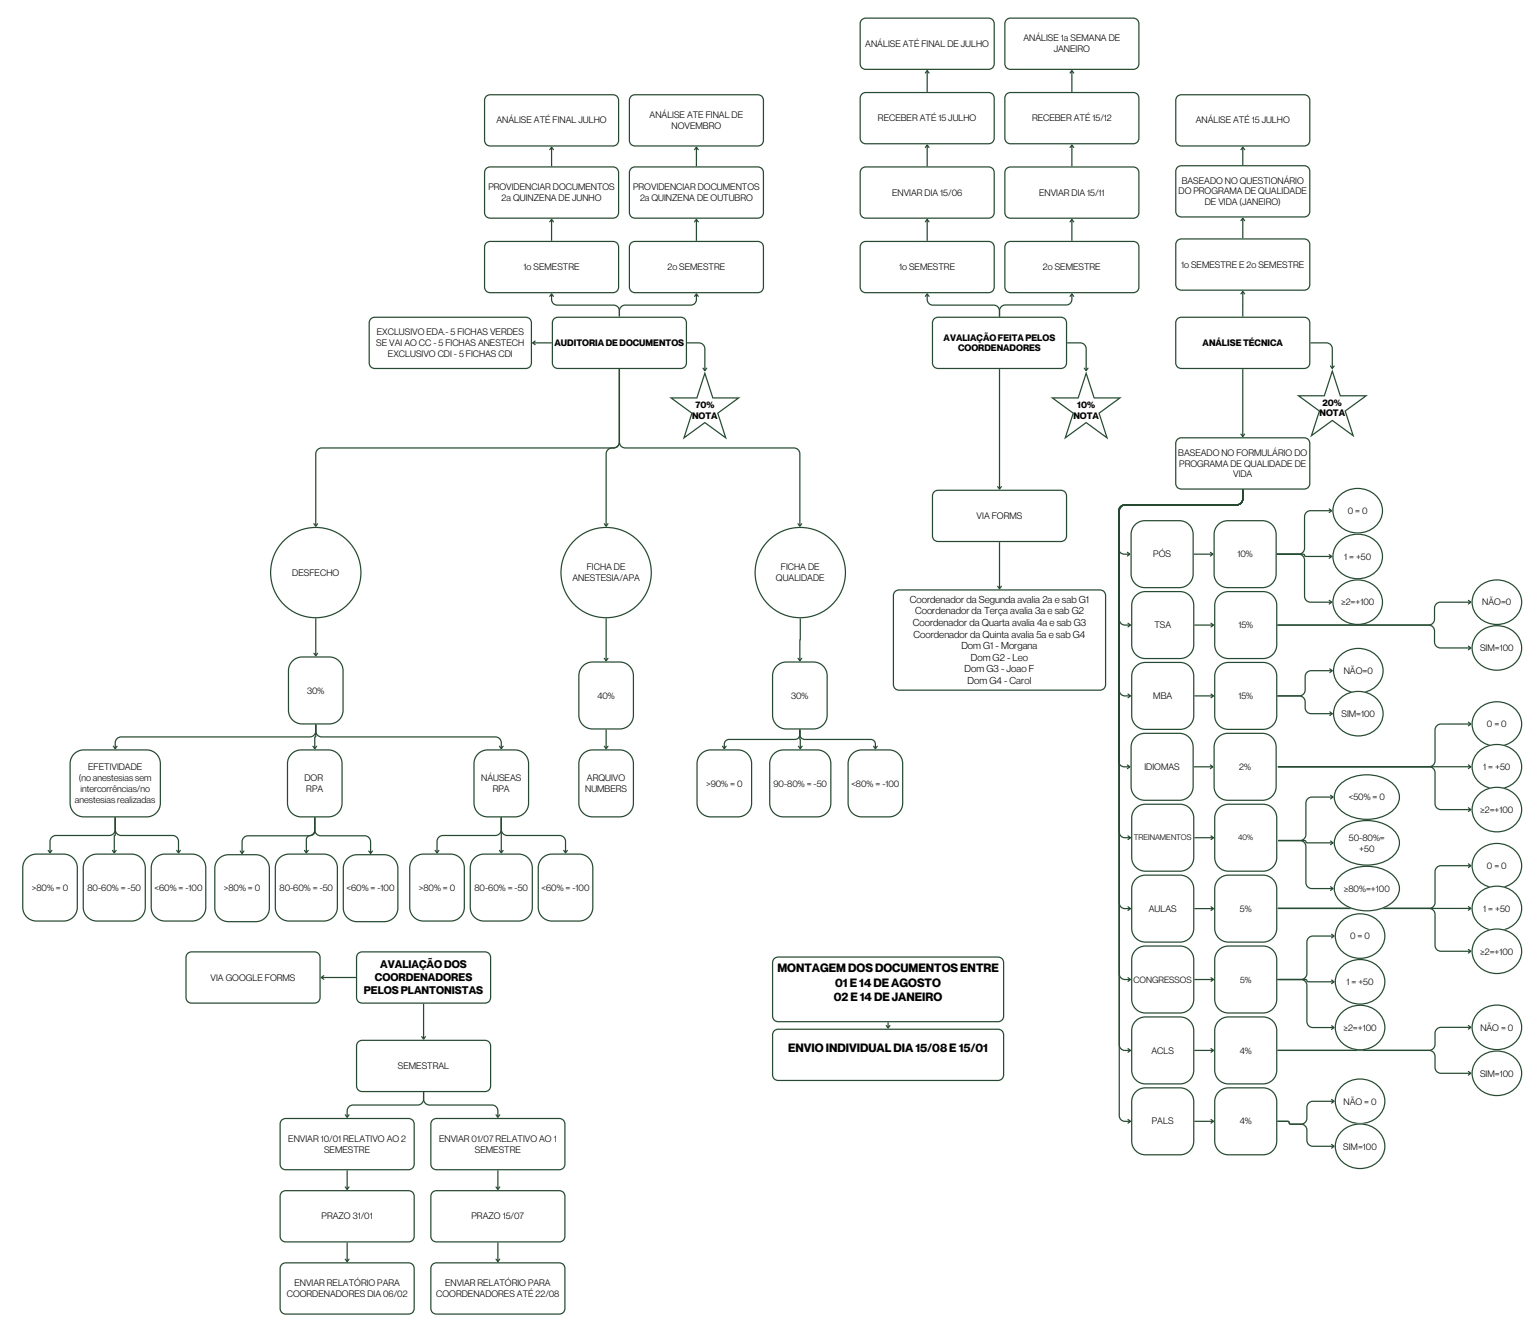 ANÁLISE ATÉ FINAL DE JULHO
ANÁLISE 1a SEMANA DE
JANEIRO
ANÁLISE ATÉ FINAL JULHO
ANÁLISE ATE FINAL DE
NOVEMBRO
RECEBER ATÉ 15 JULHO
RECEBER ATÉ 15/12
ANÁLISE ATÉ 15 JULHO
PROVIDENCIAR DOCUMENTOS
2a QUINZENA DE JUNHO
PROVIDENCIAR DOCUMENTOS
2a QUINZENA DE OUTUBRO
ENVIAR DIA 15/06
ENVIAR DIA 15/11
BASEADO NO QUESTIONÁRIO
DO PROGRAMA DE QUALIDADE
DE VIDA (JANEIRO)
1o SEMESTRE
2o SEMESTRE
1o SEMESTRE
2o SEMESTRE
1o SEMESTRE E 2o SEMESTRE
EXCLUSIVO EDA.- 5 FICHAS VERDES
SE VAI AO CC - 5 FICHAS ANESTECH
EXCLUSIVO CDI - 5 FICHAS CDI
AUDITORIA DE DOCUMENTOS
AVALIAÇÃO FEITA PELOS
COORDENADORES
ANÁLISE TÉCNICA
70%
NOTA
10%
NOTA
20%
NOTA
BASEADO NO FORMULÁRIO DO
PROGRAMA DE QUALIDADE DE
VIDA
VIA FORMS
DESFECHO
FICHA DE
ANESTESIA/APA
FICHA DE
QUALIDADE
Coordenador da Segunda avalia 2a e sab G1
Coordenador da Terça avalia 3a e sab G2
Coordenador da Quarta avalia 4a e sab G3
Coordenador da Quinta avalia 5a e sab G4
Dom G1 - Morgana
Dom G2 - Leo
Dom G3 - Joao F
Dom G4 - Carol
30%
40%
30%
EFETIVIDADE
(no anestesias sem
intercorrências/no
anestesias realizadas
DOR
RPA
NÁUSEAS
RPA
ARQUIVO
NUMBERS
>90% = 0
90-80% = -50
<80% = -100
>80% = 0
80-60% = -50
<60% = -100
>80% = 0
80-60% = -50
<60% = -100
>80% = 0
80-60% = -50
<60% = -100
PÓS
10%
0 = 0
1 = +50
≥2=+100
TSA
15%
NÃO=0
SIM=100
MBA
15%
NÃO=0
SIM=100
IDIOMAS
2%
0 = 0
1 = +50
≥2=+100
TREINAMENTOS
40%
<50% = 0
50-80%=
+50
≥80%=+100
AULAS
5%
0 = 0
1 = +50
≥2=+100
CONGRESSOS
5%
0 = 0
1 = +50
≥2=+100
ACLS
4%
NÃO = 0
SIM=100
PALS
4%
NÃO = 0
SIM=100
VIA GOOGLE FORMS
AVALIAÇÃO DOS
COORDENADORES
PELOS PLANTONISTAS
MONTAGEM DOS DOCUMENTOS ENTRE
01 E 14 DE AGOSTO
02 E 14 DE JANEIRO
ENVIO INDIVIDUAL DIA 15/08 E 15/01
SEMESTRAL
ENVIAR 10/01 RELATIVO AO 2
SEMESTRE
ENVIAR 01/07 RELATIVO AO 1
SEMESTRE
PRAZO 31/01
PRAZO 15/07
ENVIAR RELATÓRIO PARA
COORDENADORES DIA 06/02
ENVIAR RELATÓRIO PARA
COORDENADORES ATÉ 22/08